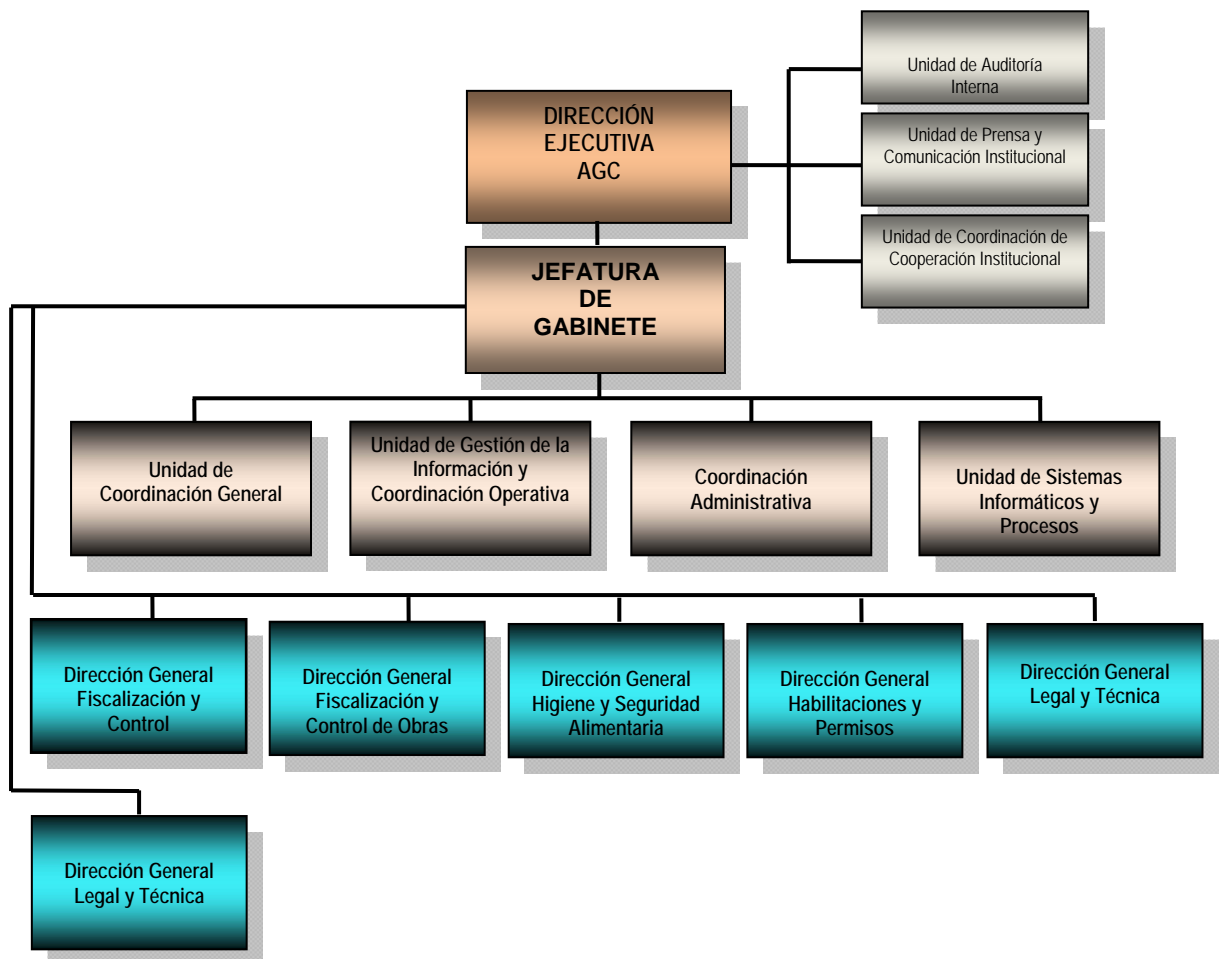 Unidad de Auditoría
Interna
DIRECCIÓN
EJECUTIVA
AGC
Unidad de Prensa y
Comunicación Institucional
Unidad de Coordinación de
Cooperación Institucional
JEFATURA
DE
GABINETE
Unidad de
Coordinación General
Unidad de Gestión de la
Información y
Coordinación Operativa
Coordinación
Administrativa
Unidad de Sistemas
Informáticos y
Procesos
Dirección General
Fiscalización y
Control
Dirección General
Fiscalización y
Control de Obras
Dirección General
Higiene y Seguridad
Alimentaria
Dirección General
Habilitaciones y
Permisos
Dirección General
Legal y Técnica
Dirección General
Legal y Técnica